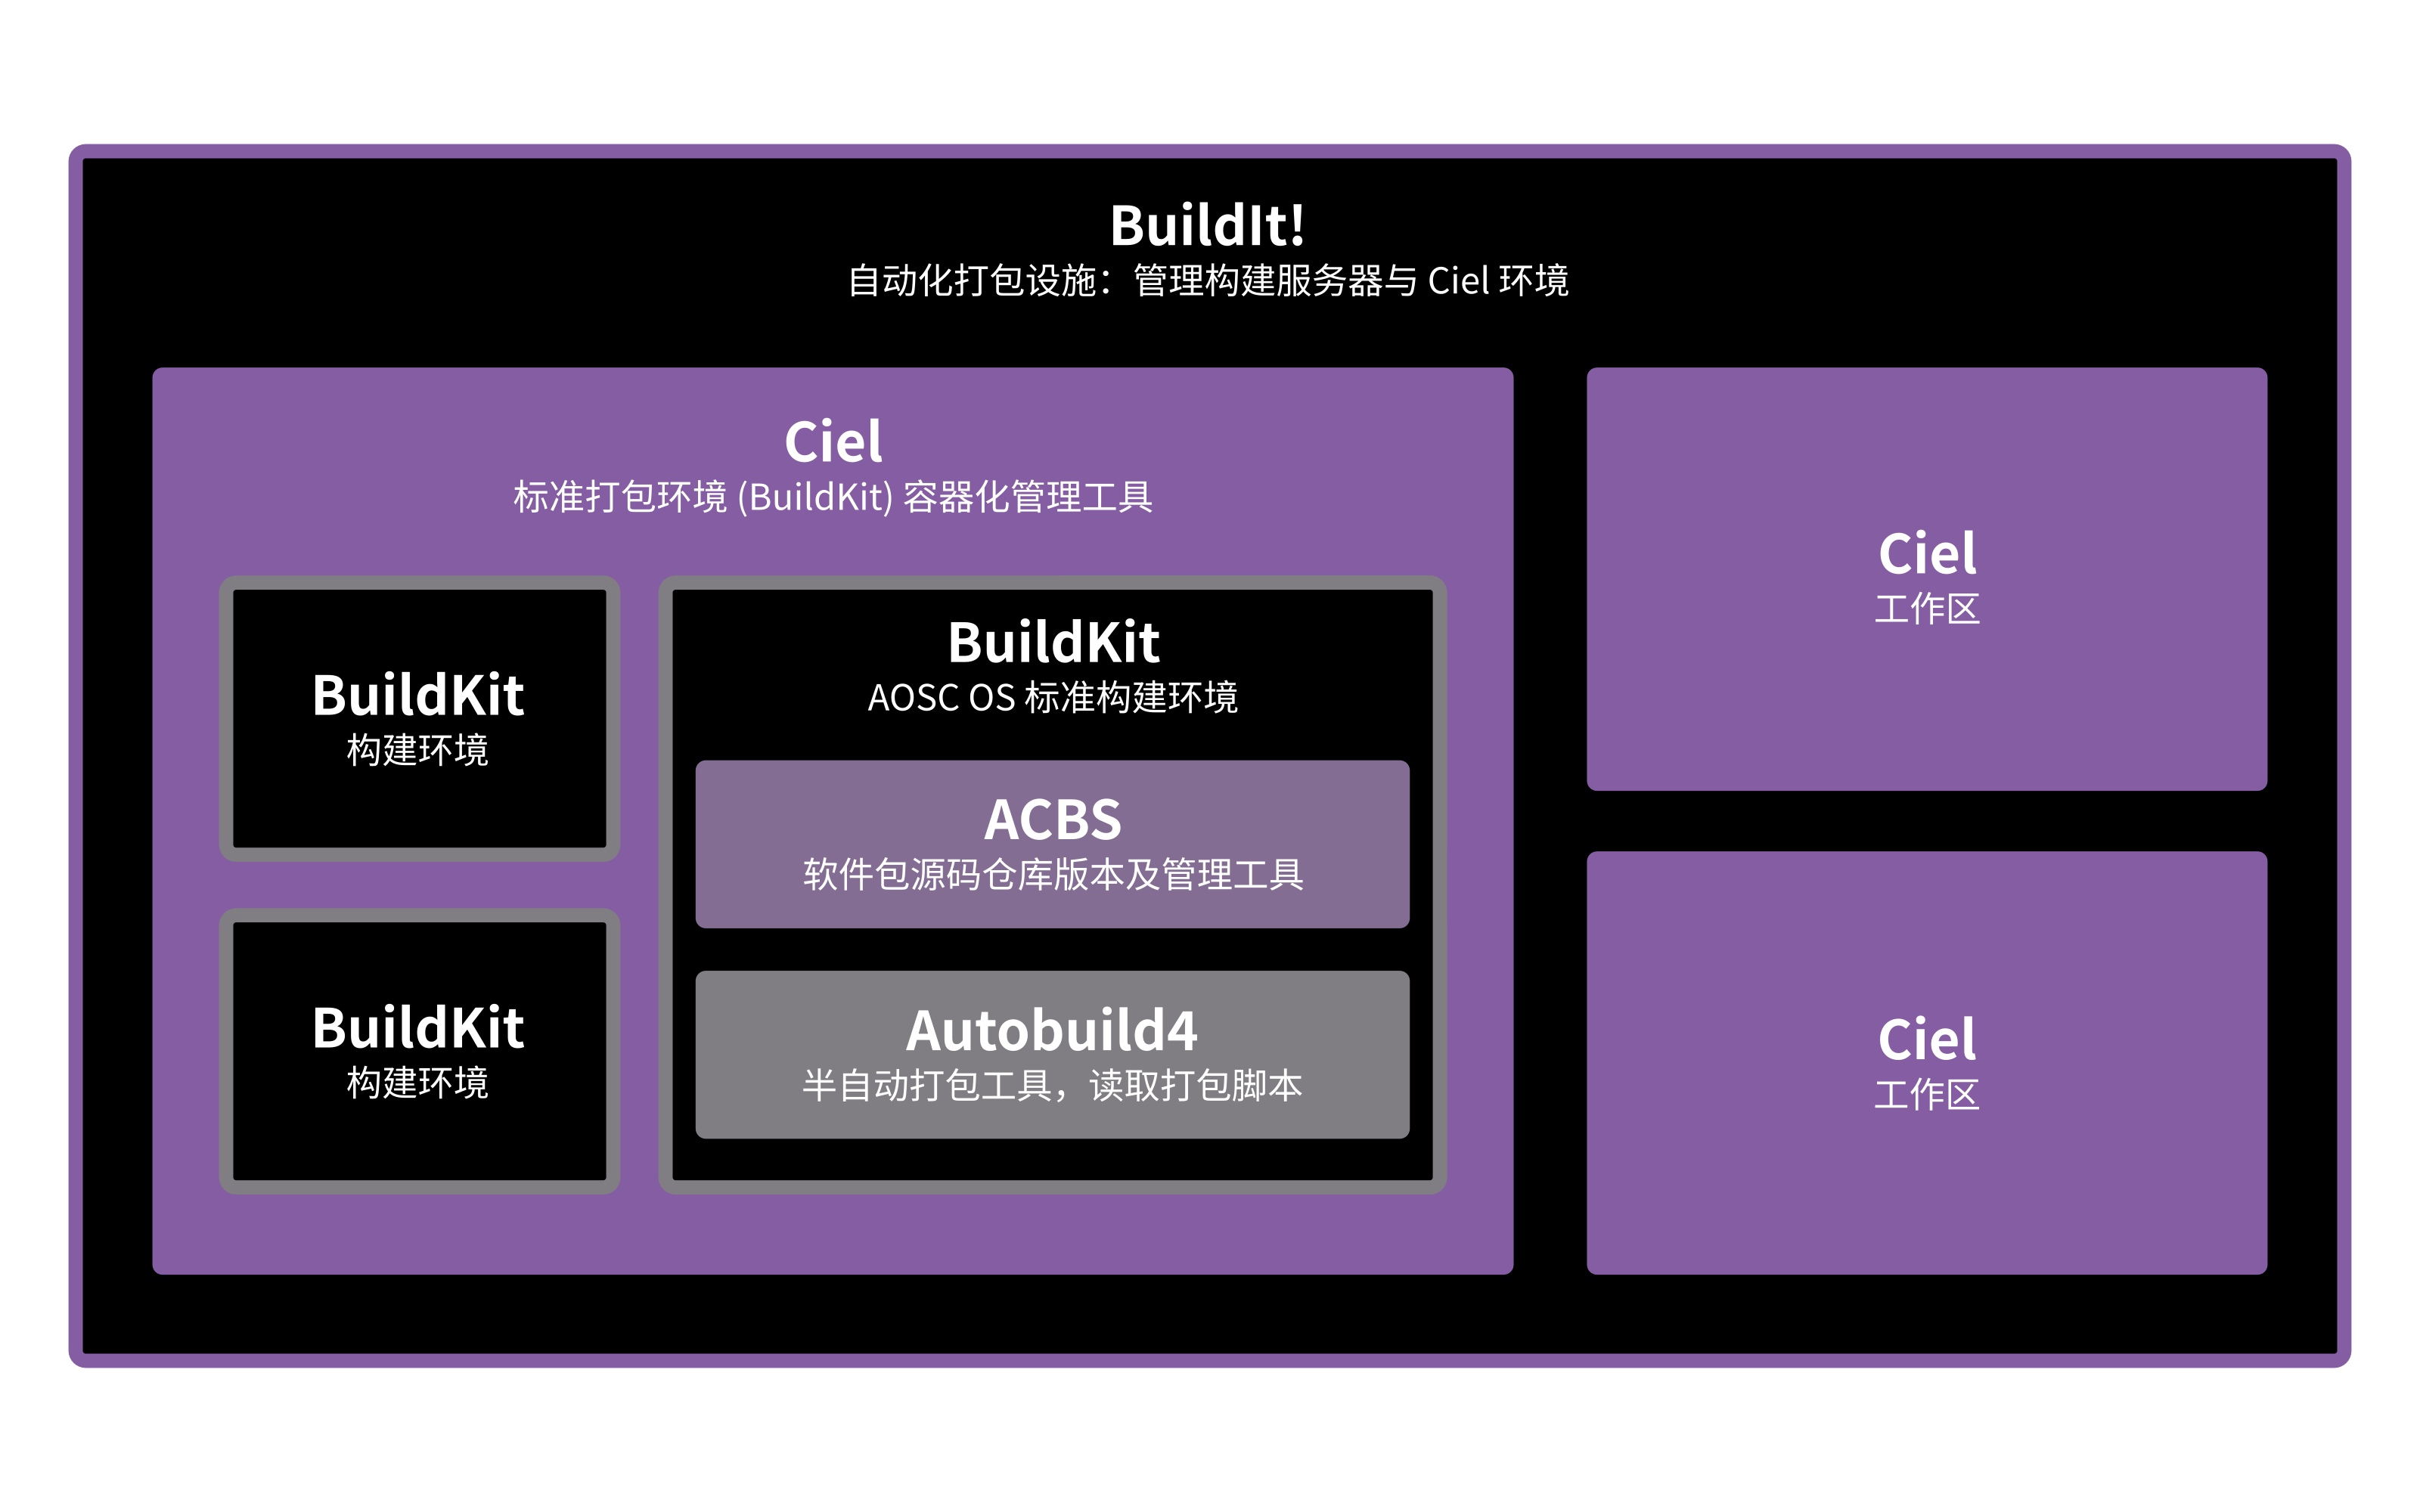 BuildIt!
自动化打包设施：管理构建服务器与 Ciel 环境
Ciel
标准打包环境 (BuildKit) 容器化管理工具
BuildKit
构建环境
BuildKit
构建环境
BuildKit
AOSC OS 标准构建环境
ACBS
软件包源码仓库版本及管理工具
Autobuild4
半自动打包工具，读取打包脚本
Ciel
工作区
Ciel
工作区